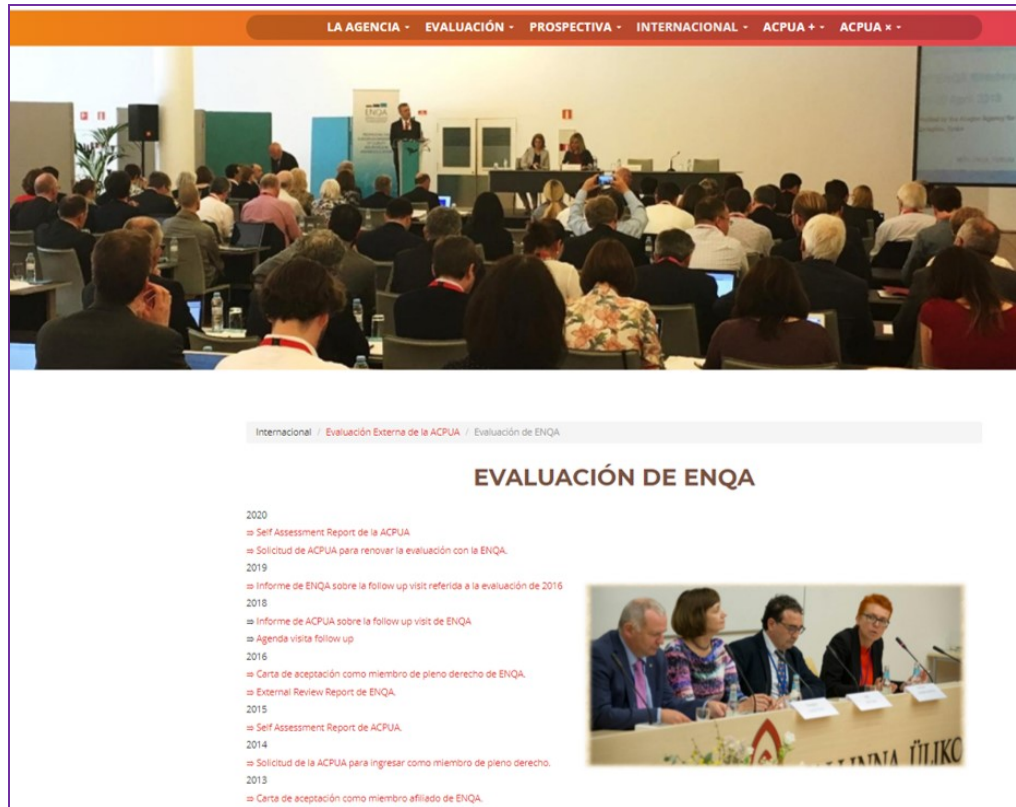 LA AGENCIA EVALUACIÓN PROSPECTIVA INTERNACIONAL ACPUA + ACPUA ×
ENQA
Internacional / Evaluación Externa de la ACPUA / Evaluación de ENQA
EVALUACIÓN DE ENQA
2020
⇒ Self Assessment Report de la ACPUA
⇒ Solicitud de ACPUA para renovar la evaluación con la ENQA.
2019
⇒ Informe de ENQA sobre la follow up visit referida a la evaluación de 2016
2018
⇒ Informe de ACPUA sobre la follow up visit de ENQA
⇒ Agenda visita follow up
2016
⇒ Carta de aceptación como miembro de pleno derecho de ENQA.
⇒ External Review Report de ENQA.
2015
⇒ Self Assessment Report de ACPUA.
2014
⇒ Solicitud de la ACPUA para ingresar como miembro de pleno derecho.
2013
⇒ Carta de aceptación como miembro afiliado de ENQA.
LINNA ÜLIKO